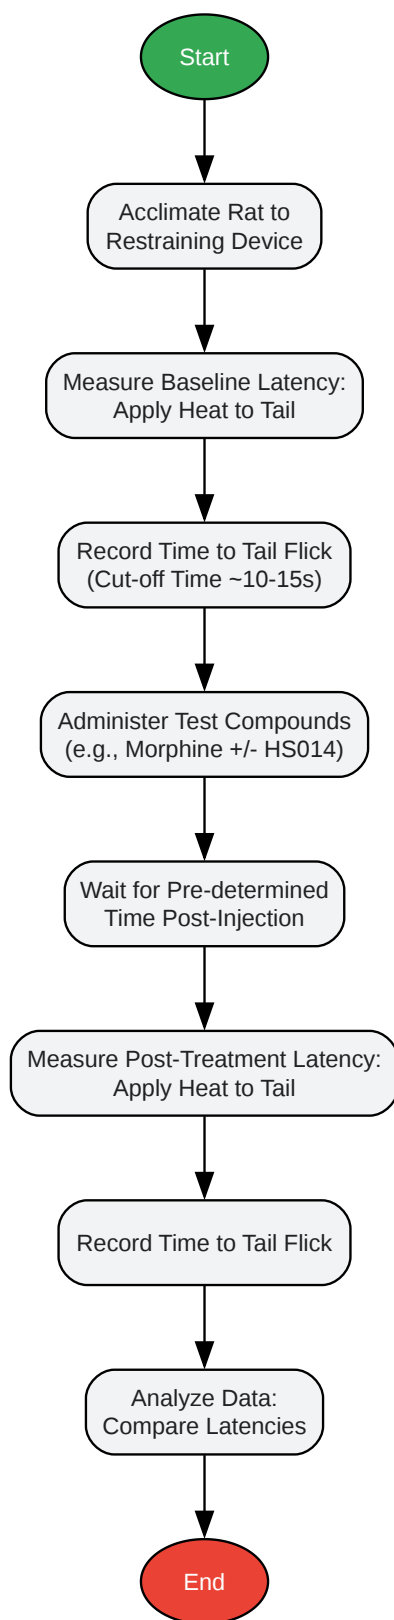 Start
Acclimate Rat to
Restraining Device
Measure Baseline Latency:
Apply Heat to Tail
Record Time to Tail Flick
(Cut-off Time ~10-15s)
Administer Test Compounds
(e.g., Morphine +/- HS014)
Wait for Pre-determined
Time Post-Injection
Measure Post-Treatment Latency:
Apply Heat to Tail
Record Time to Tail Flick
Analyze Data:
Compare Latencies
End